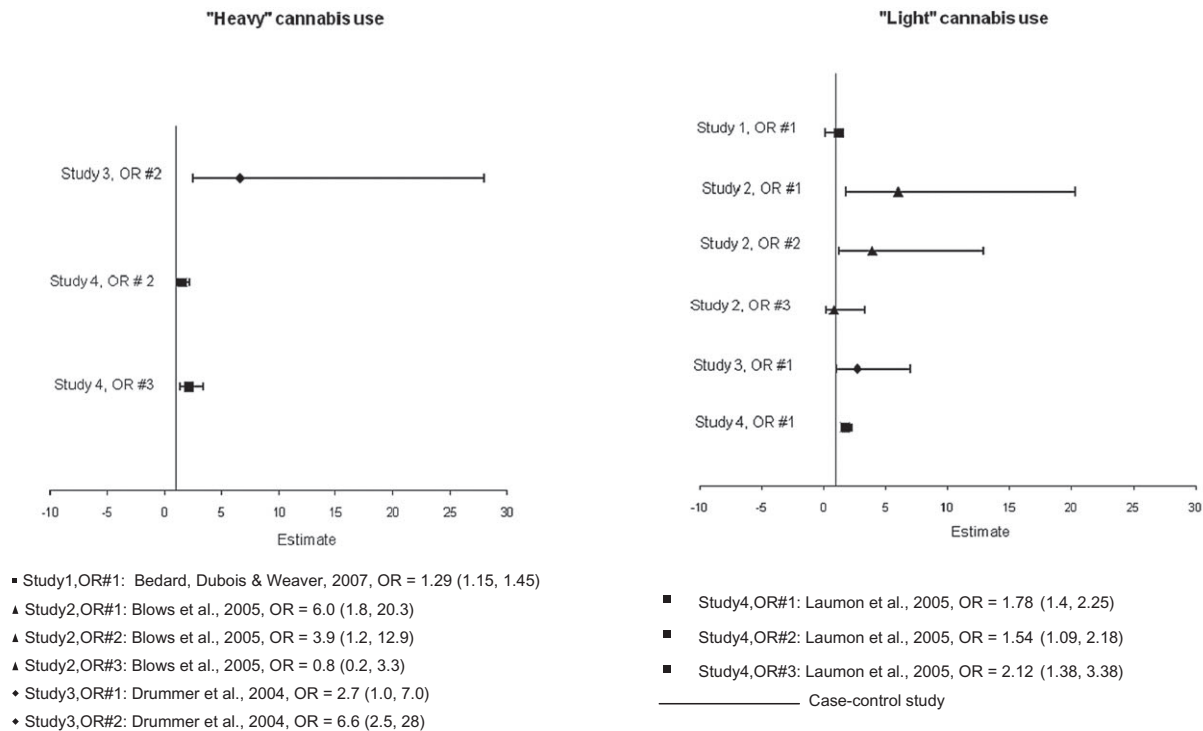 "Heavy" cannabis use
Study 3, OR #2
Study 4, OR # 2
Study 4, OR #3
-10 -5 0 5 10 15 20 25 30
Estimate
"Light" cannabis use
Study 1, OR #1
Study 2, OR #1
Study 2, OR #2
Study 2, OR #3
Study 3, OR #1
Study 4, OR #1
-10 -5 0 5 10 15 20 25 30
Estimate
Study1,OR#1: Bedard, Dubois & Weaver, 2007, OR = 1.29 (1.15, 1.45)
Study2,OR#1: Blows et al., 2005, OR = 6.0 (1.8, 20.3)
Study2,OR#2: Blows et al., 2005, OR = 3.9 (1.2, 12.9)
Study2,OR#3: Blows et al., 2005, OR = 0.8 (0.2, 3.3)
Study3,OR#1: Drummer et al., 2004, OR = 2.7 (1.0, 7.0)
Study3,OR#2: Drummer et al., 2004, OR = 6.6 (2.5, 28)
Study4,OR#1: Laumon et al., 2005, OR = 1.78 (1.4, 2.25)
Study4,OR#2: Laumon et al., 2005, OR = 1.54 (1.09, 2.18)
Study4,OR#3: Laumon et al., 2005, OR = 2.12 (1.38, 3.38)
Case-control study